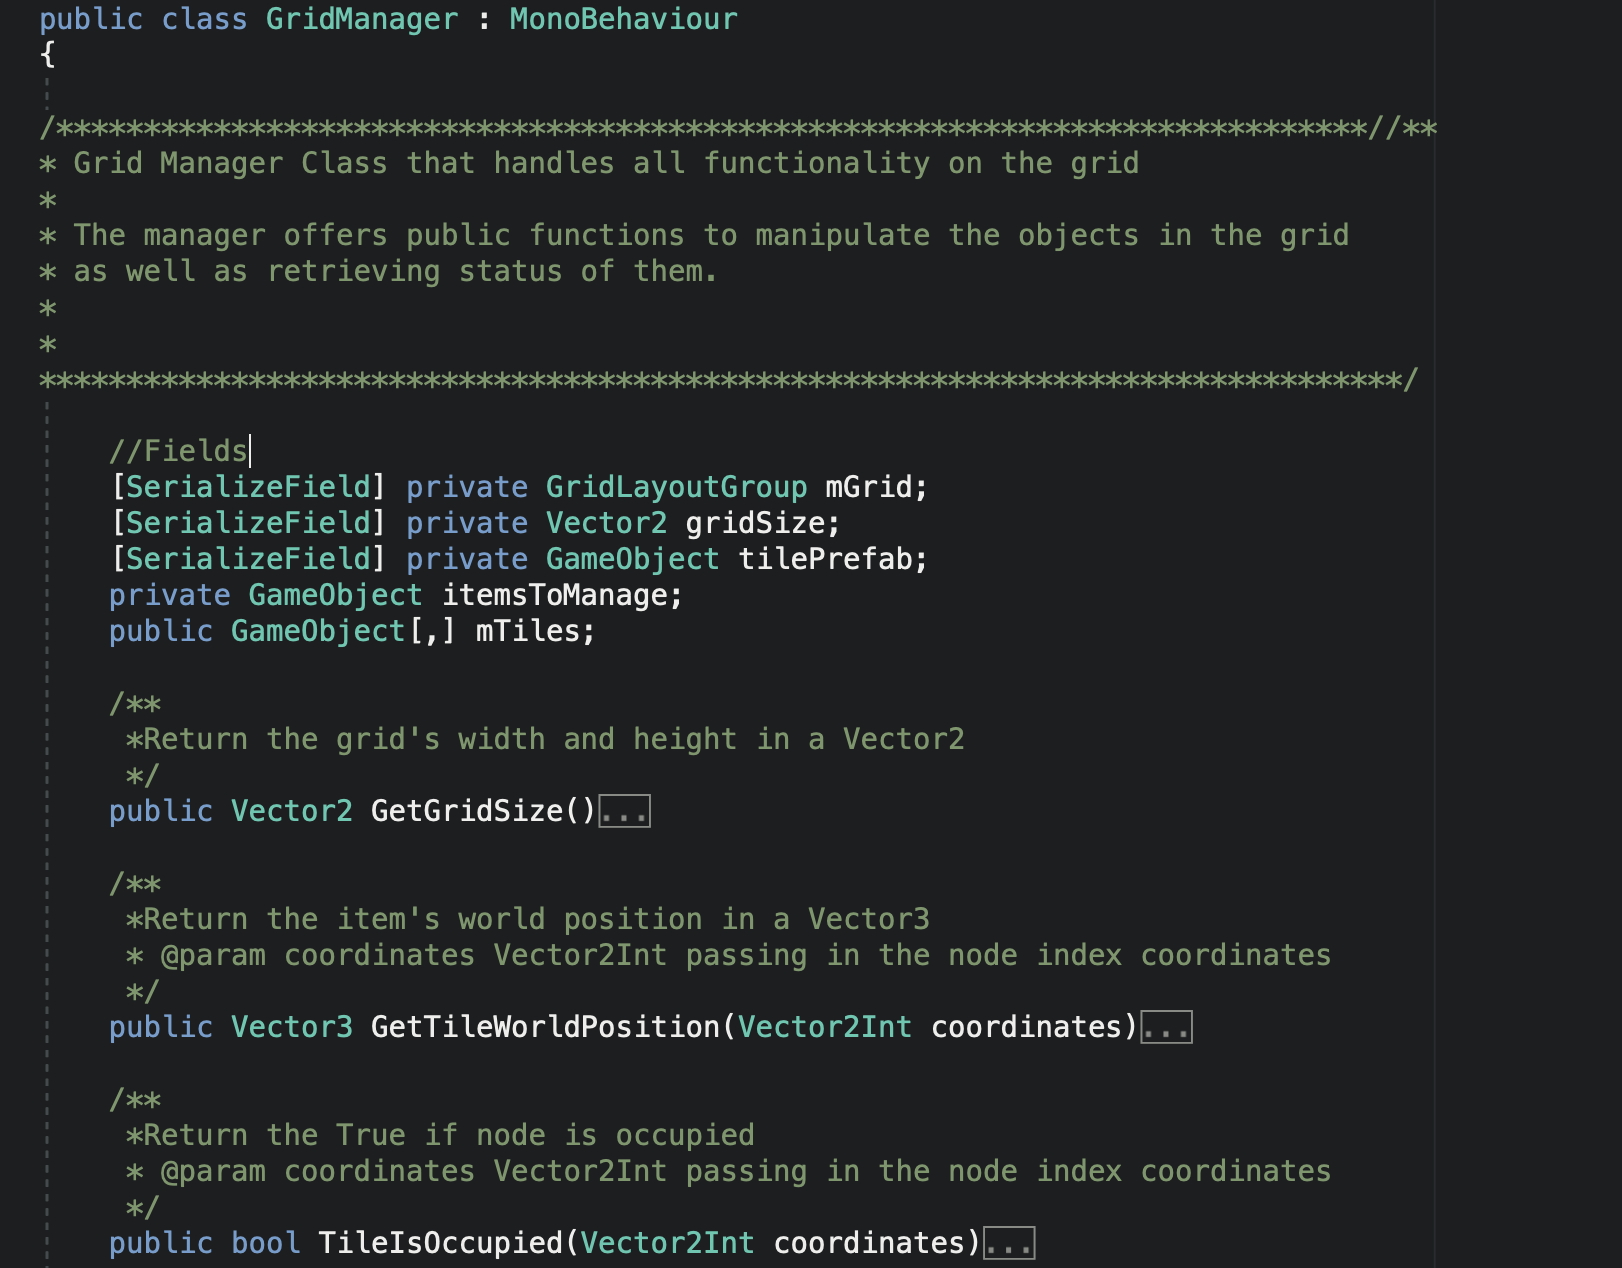 public class GridManager : MonoBehaviour
{
/***************************************************************************//**
* Grid Manager Class that handles all functionality on the grid
*
* The manager offers public functions to manipulate the objects in the grid
* as well as retrieving status of them.
*
*
******************************************************************************/
//Fields
[SerializeField] private GridLayoutGroup mGrid;
[SerializeField] private Vector2 gridSize;
[SerializeField] private GameObject tilePrefab;
private GameObject itemsToManage;
public GameObject[,] mTiles;
/**
*Return the grid's width and height in a Vector2
*/
public Vector2 GetGridSize()...
/**
*Return the item's world position in a Vector3
* @param coordinates Vector2Int passing in the node index coordinates
*/
public Vector3 GetTileWorldPosition(Vector2Int coordinates)...
/**
*Return the True if node is occupied
* @param coordinates Vector2Int passing in the node index coordinates
*/
public bool TileIsOccupied(Vector2Int coordinates)...